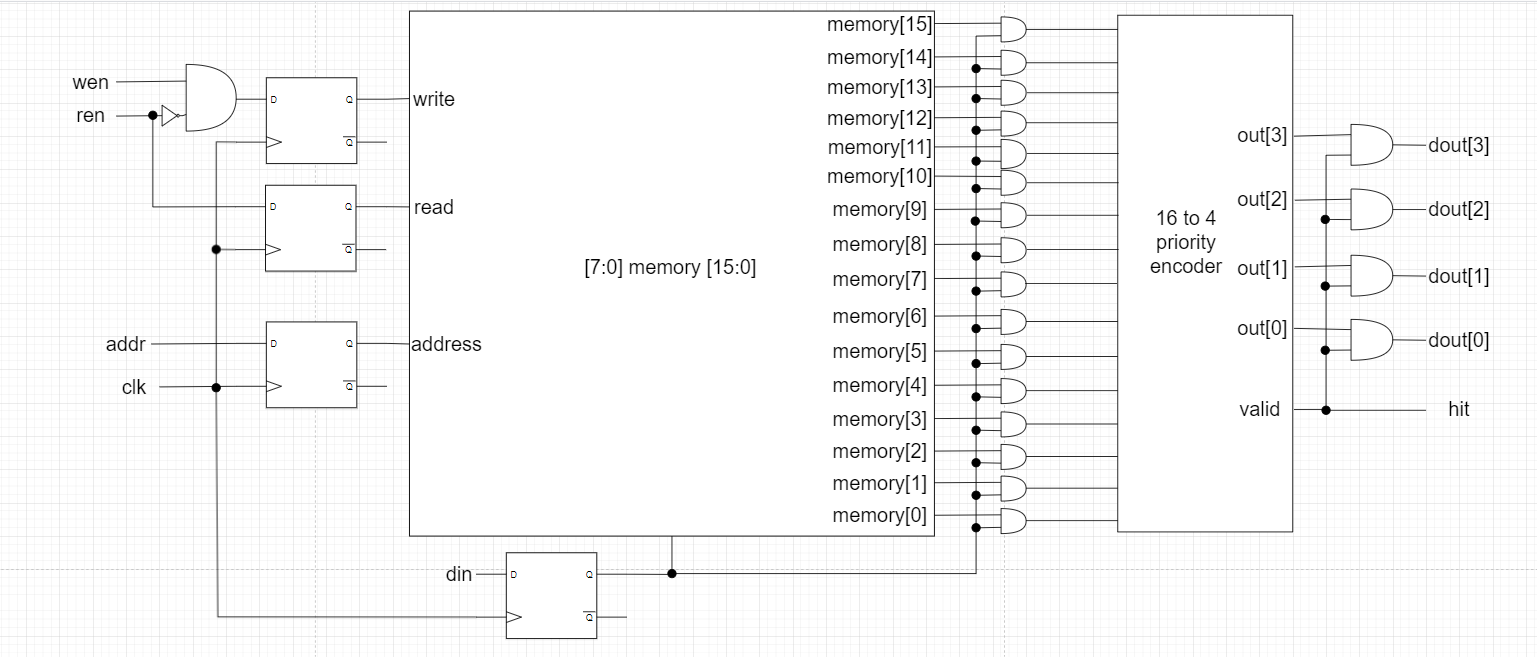 wen
ren
D
Q
Q
write
D
Q
Q
read
addr
clk
D
Q
Q
address
din
D
Q
Q
[7:0] memory [15:0]
memory[15]
memory[14]
memory[13]
memory[12]
memory[11]
memory[10]
memory[9]
memory[8]
memory[7]
memory[6]
memory[5]
memory[4]
memory[3]
memory[2]
memory[1]
memory[0]
16 to 4
priority
encoder
out[3]
out[2]
out[1]
out[0]
valid
dout[3]
dout[2]
dout[1]
dout[0]
hit